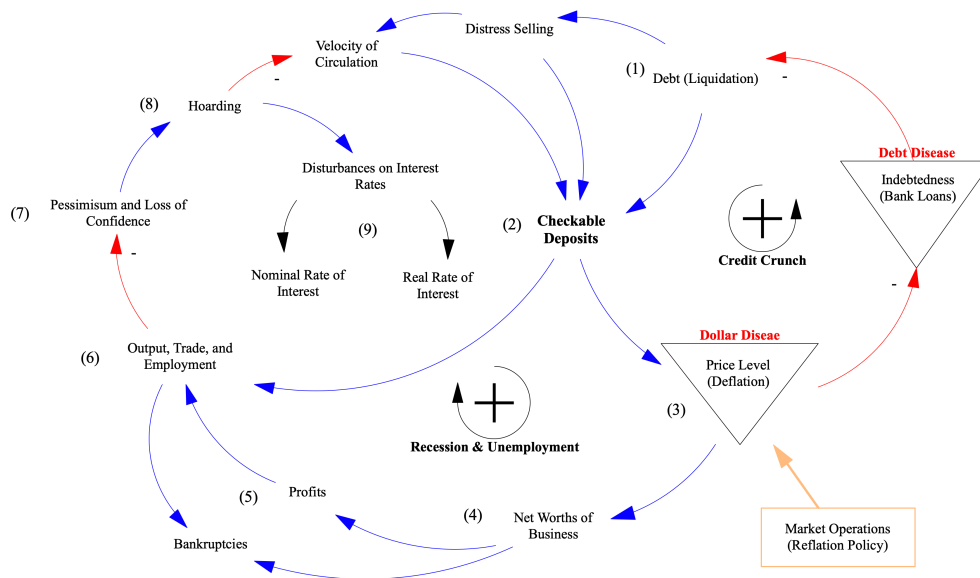 Distress Selling
Velocity of
Circulation
(1)
Debt (Liquidation)
-
-
(8)
Hoarding
Debt Disease
Disturbances on Interest
Rates
Indebtedness
(Bank Loans)
(7)
Pessimisum and Loss of
Confidence
(9)
(2)
Checkable
Deposits
-
Credit Crunch
Nominal Rate of
Interest
Real Rate of
Interest
-
Dollar Diseae
(6)
Output, Trade, and
Employment
Price Level
(Deflation)
(3)
Recession & Unemployment
(5)
Profits
(4)
Net Worths of
Business
Bankruptcies
Market Operations
(Reflation Policy)